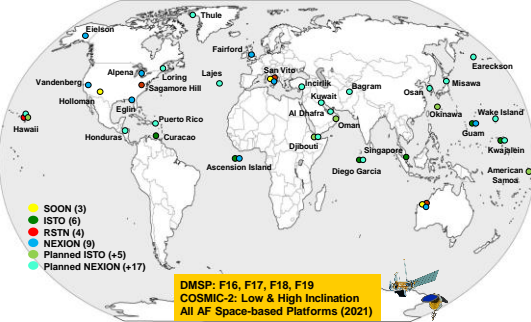 Thule
Eielson
Fairford
Eareckson
Alpena
Loring
Lajes
San Vito
Incirlik
Bagram
Osan
Misawa
Vandenberg
Sagamore Hill
Kuwait
Holloman
Eglin
Al Dhafra
Oman
Okinawa
Wake Island
Hawaii
Puerto Rico
Honduras
Curacao
Djibouti
Guam
Singapore
Kwajalein
Ascension Island
Diego Garcia
American
Samoa
SOON (3)
ISTO (6)
RSTN (4)
NEXION (9)
Planned ISTO (+5)
Planned NEXION (+17)
DMSP: F16, F17, F18, F19
COSMIC-2: Low & High Inclination
All AF Space-based Platforms (2021)